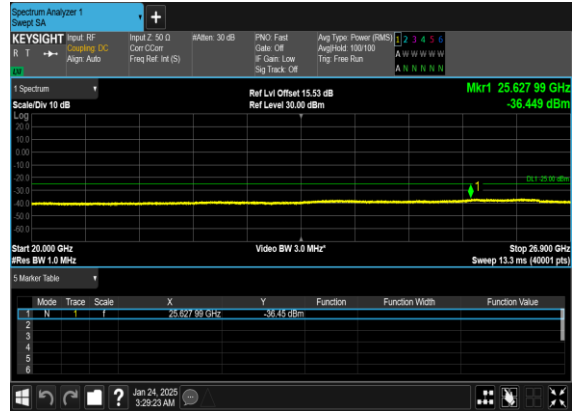 Spectrum Analyzer 1
Swept SA
+
KEYSIGHT Input: RF Input Z: 50 Ω #Atten: 30 dB PNO: Fast Avg Type: Power (RMS) 1 2 3 4 5 6
R T Coupling: DC Corr CCorr Gate: Off Avg|Hold: 100/100 A W W W W W
Align: Auto Freq Ref: Int (S) IF Gain: Low Trig: Free Run
Sig Track: Off A N N N N N
1 Spectrum Ref Lvl Offset 15.53 dB Mkr1 25.627 99 GHz
Scale/Div 10 dB Ref Level 30.00 dBm -36.449 dBm
Log
20.0
10.0
0.00
-10.0
-20.0
DL1 -25.00 dBm
1
-30.0
-40.0
-50.0
-60.0
Start 20.000 GHz Video BW 3.0 MHz* Stop 26.900 GHz
#Res BW 1.0 MHz Sweep 13.3 ms (40001 pts)
5 Marker Table
Mode Trace Scale X Y Function Function Width Function Value
1 N 1 f 25.627 99 GHz -36.45 dBm
2
3
4
5
6
? Jan 24, 2025
3:29:23 AM